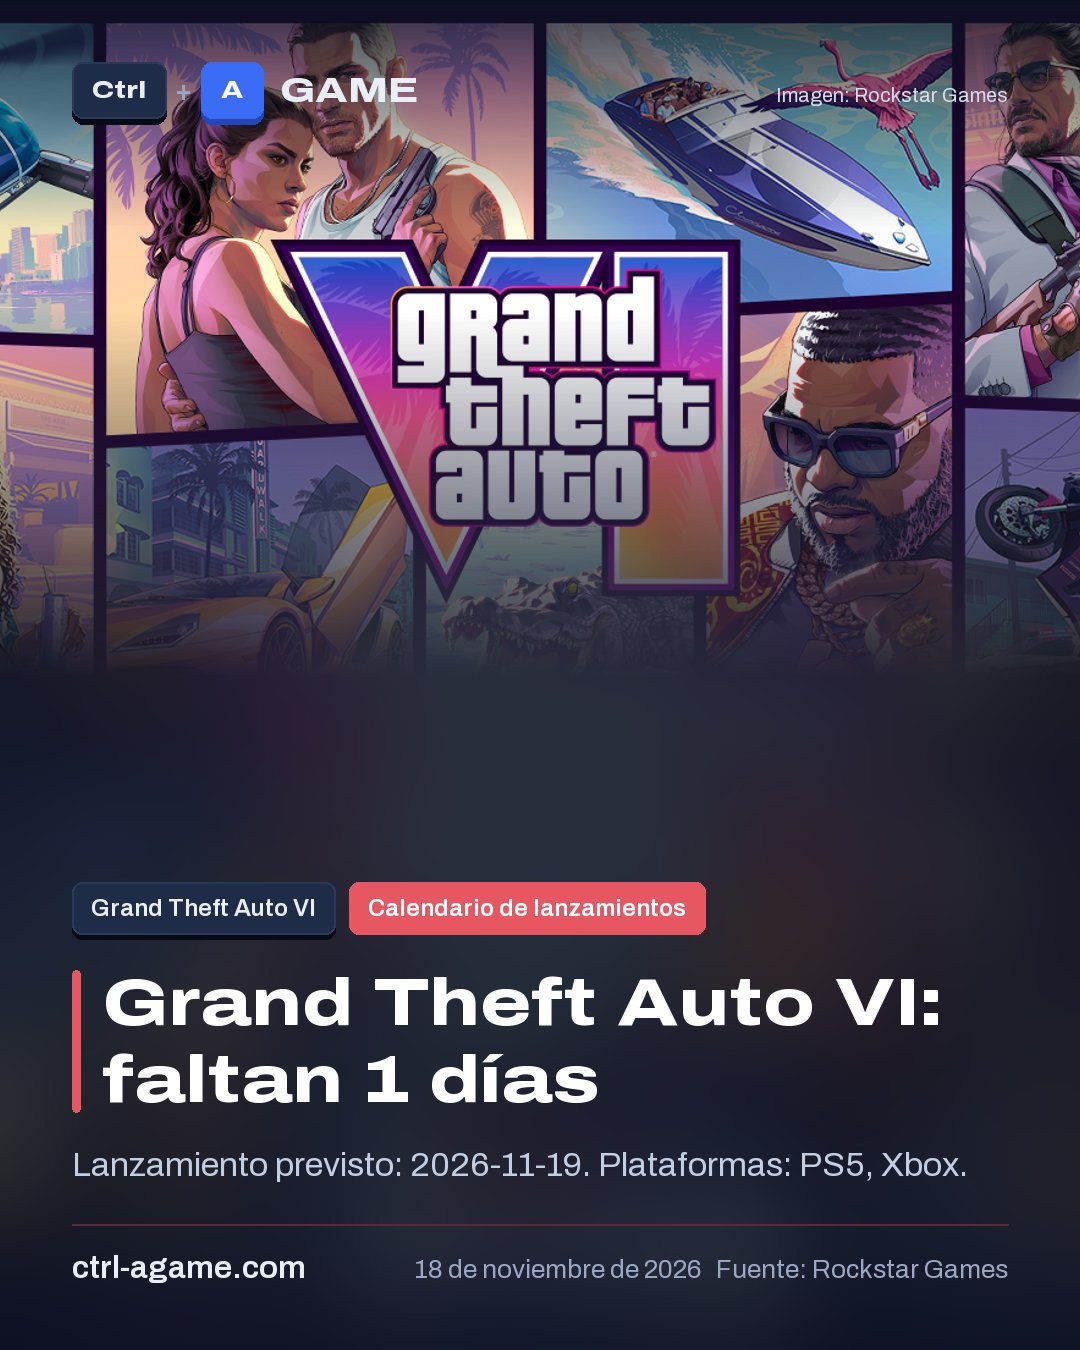 Ctrl + A GAME
Imagen: Rockstar Games
VI
grand
theft
auto
Grand Theft Auto VI
Calendario de lanzamientos
Grand Theft Auto VI:
faltan 1 días
Lanzamiento previsto: 2026-11-19. Plataformas: PS5, Xbox.
ctrl-agame.com
18 de noviembre de 2026 Fuente: Rockstar Games